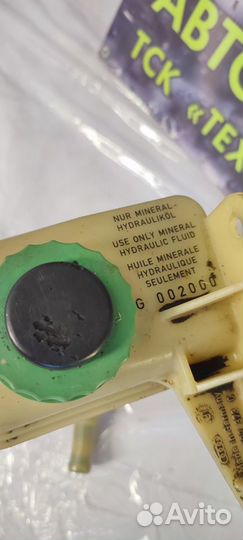 АВТО
ТСК «ТЕХ
NUR MINERAL-
HYDRAULIKÖL
USE ONLY MINERAL
HYDRAULIC FLUID
HUILE MINERALE
HYDRAULIQUE
SEULEMENT
G 002000
Avito